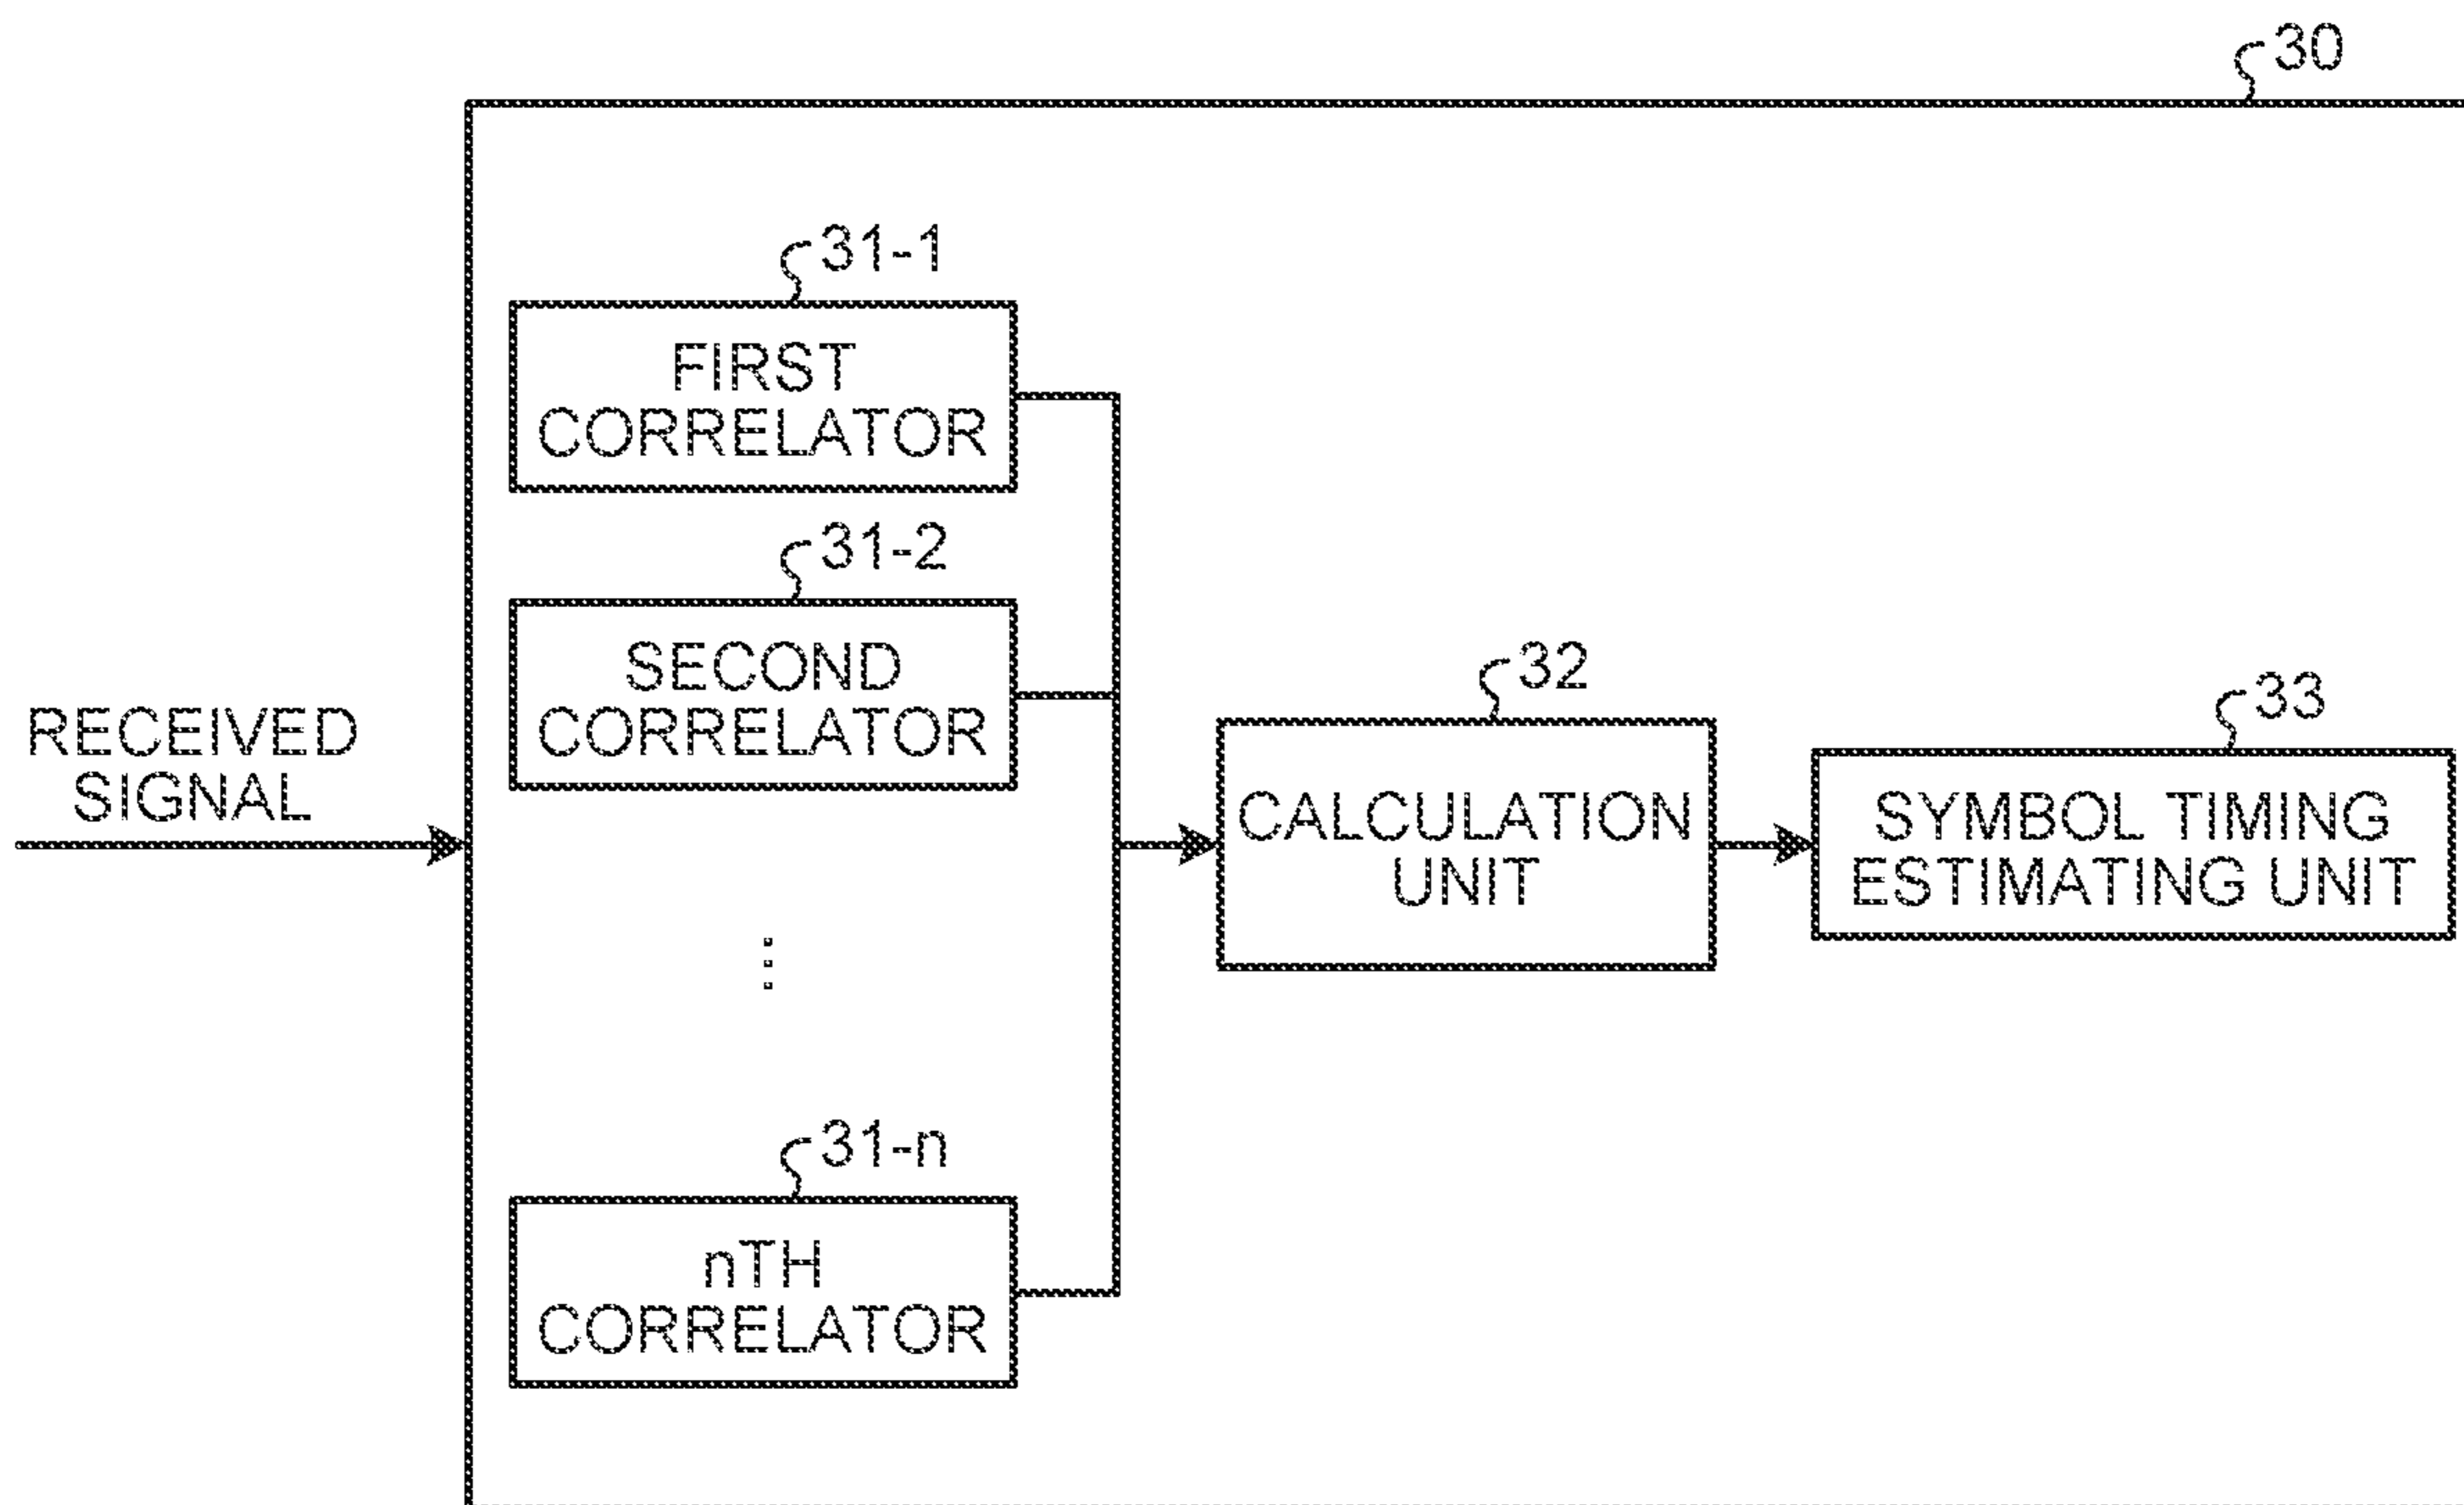 30
31-1
FIRST
CORRELATOR
31-2
SECOND
CORRELATOR
RECEIVED
SIGNAL
32
CALCULATION
UNIT
33
SYMBOL TIMING
ESTIMATING UNIT
⋮
31-n
nTH
CORRELATOR